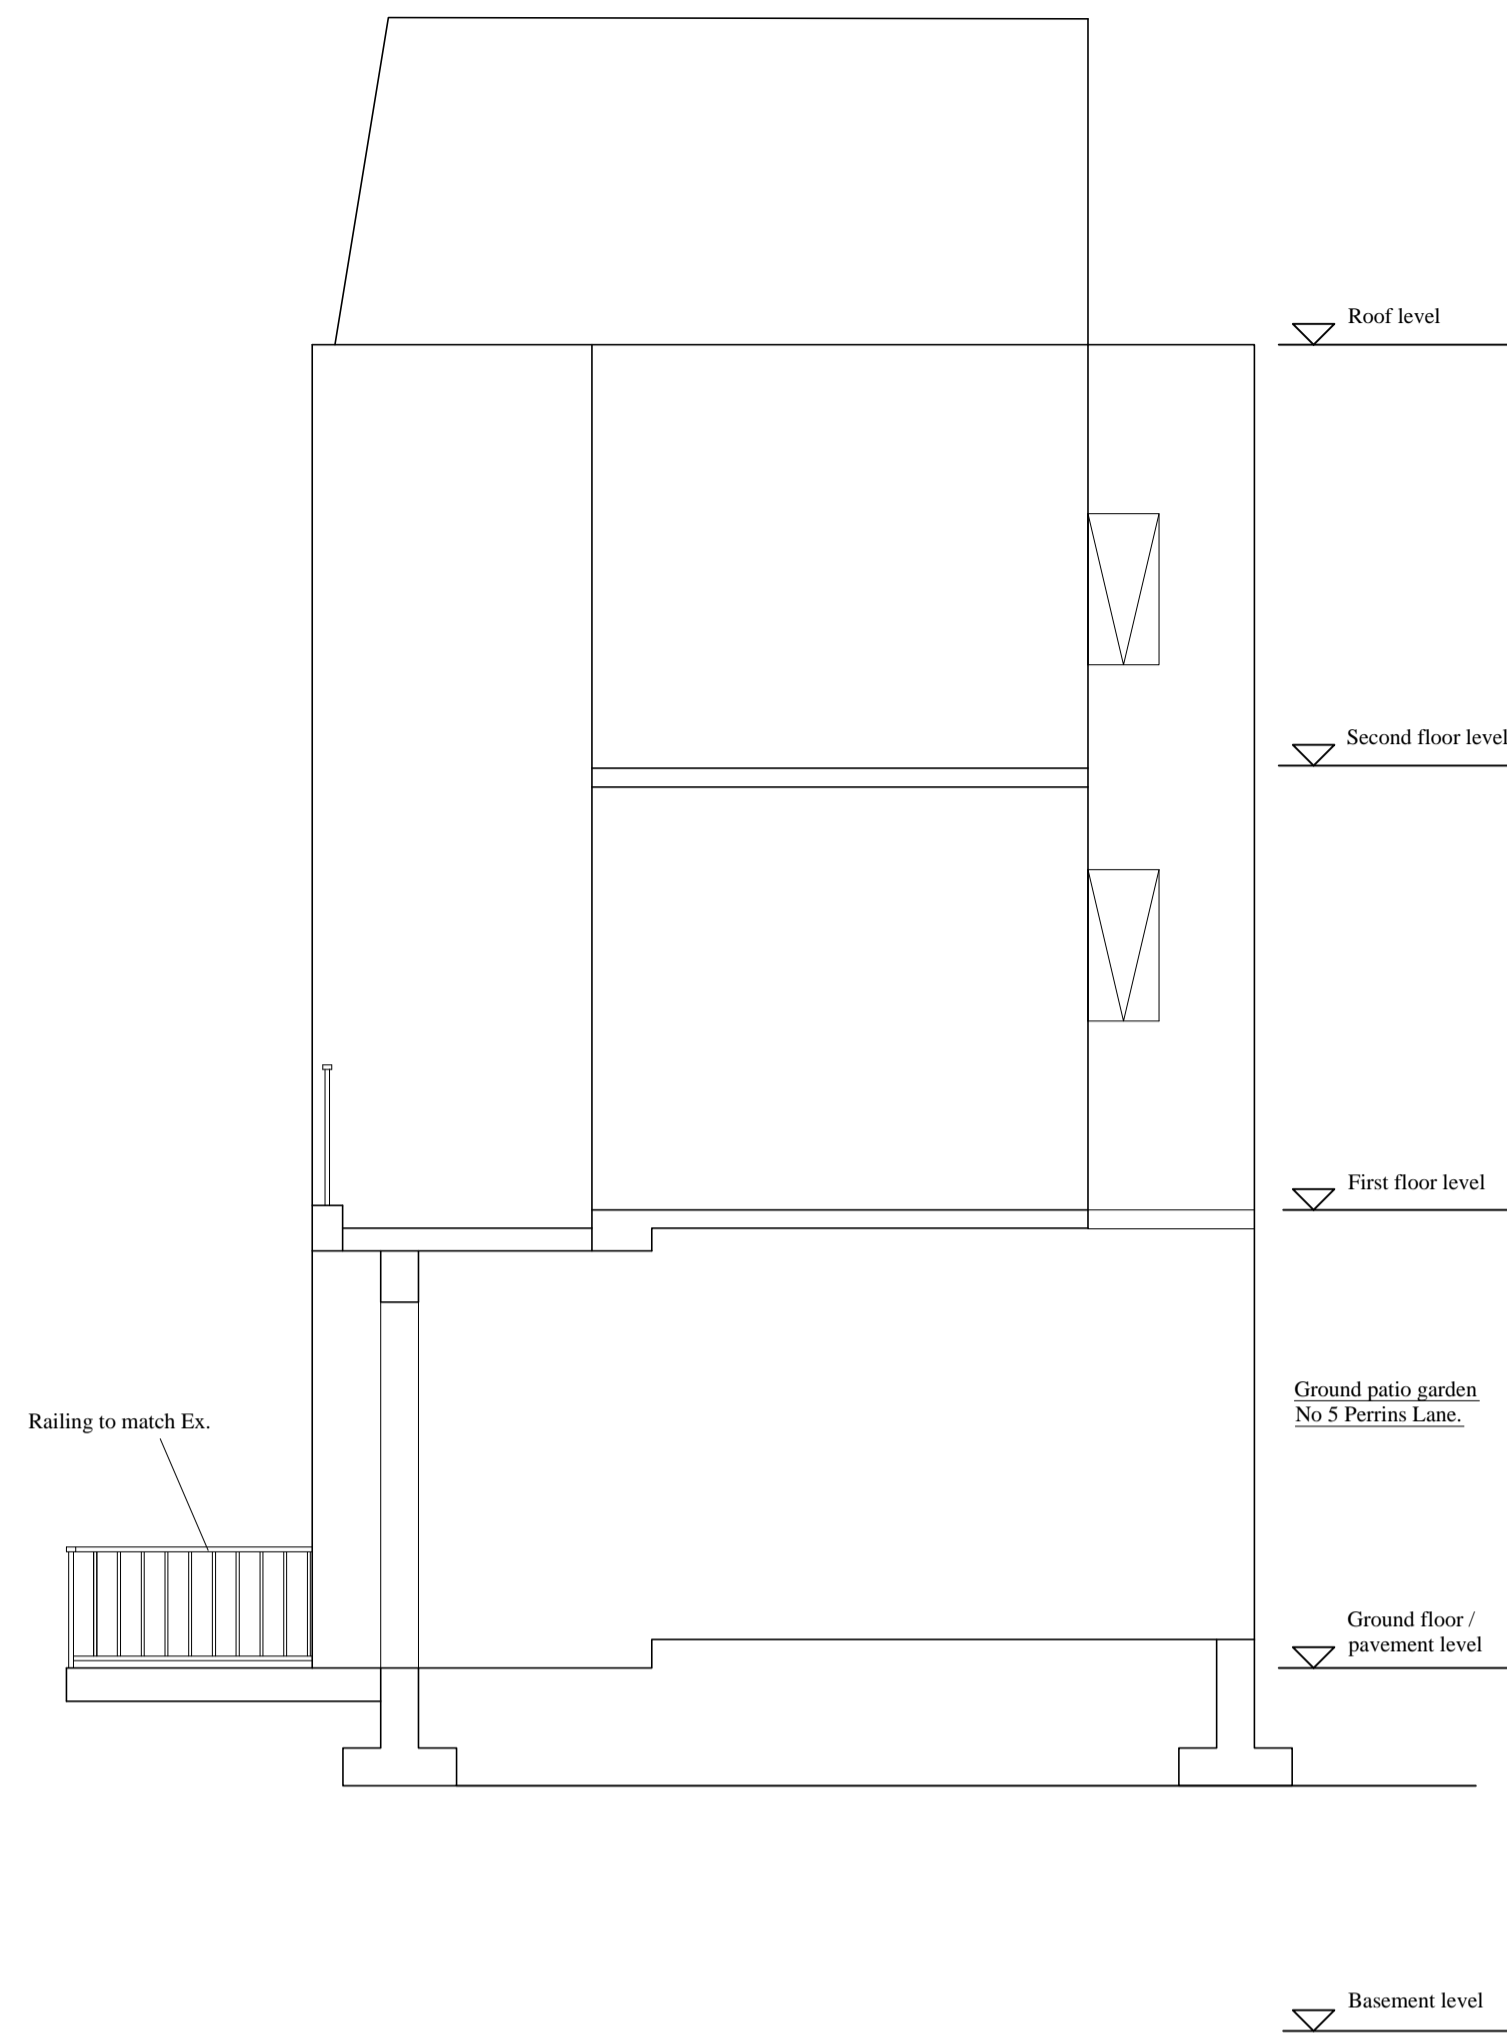 Roof level
Second floor level
First floor level
Ground patio garden
No 5 Perrins Lane.
Railing to match Ex.
Ground floor /
pavement level
Basement level